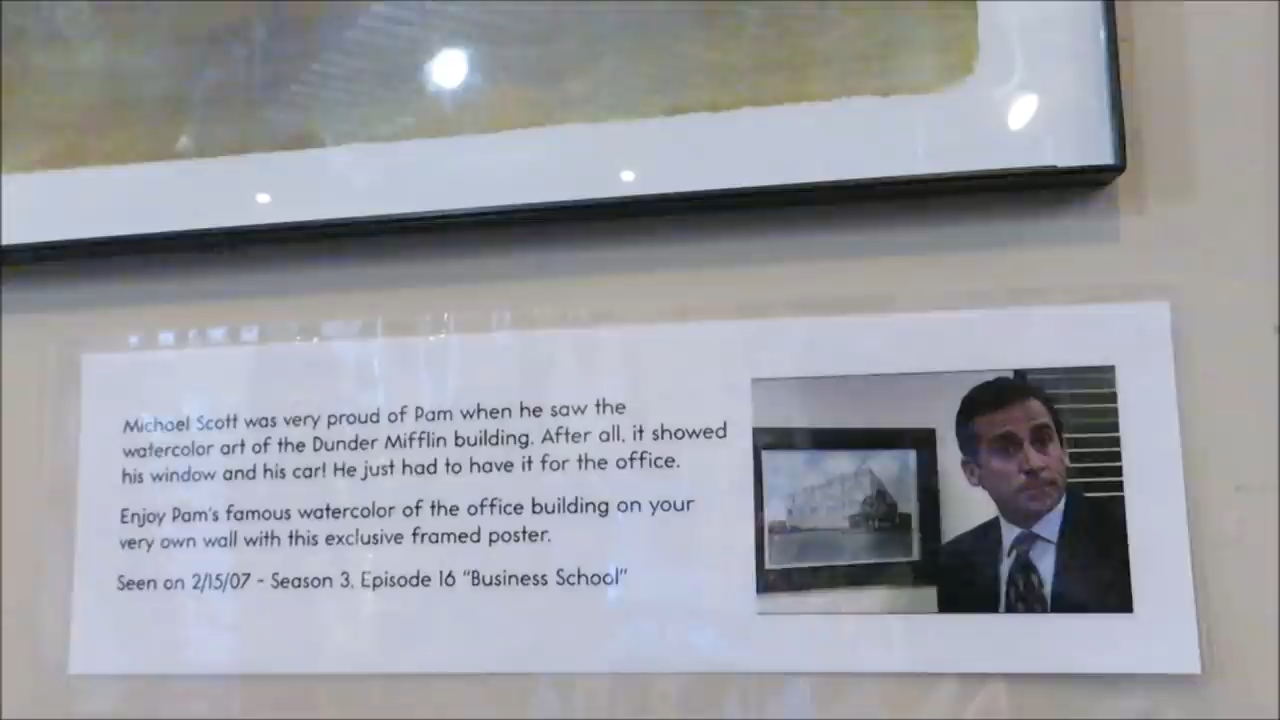 Michael Scott was very proud of Pam when he saw the
watercolor art of the Dunder Mifflin building. After all, it showed
his window and his car! He just had to have it for the office.
Enjoy Pam's famous watercolor of the office building on your
very own wall with this exclusive framed poster.
Seen on 2/15/07 - Season 3, Episode 16 "Business School"